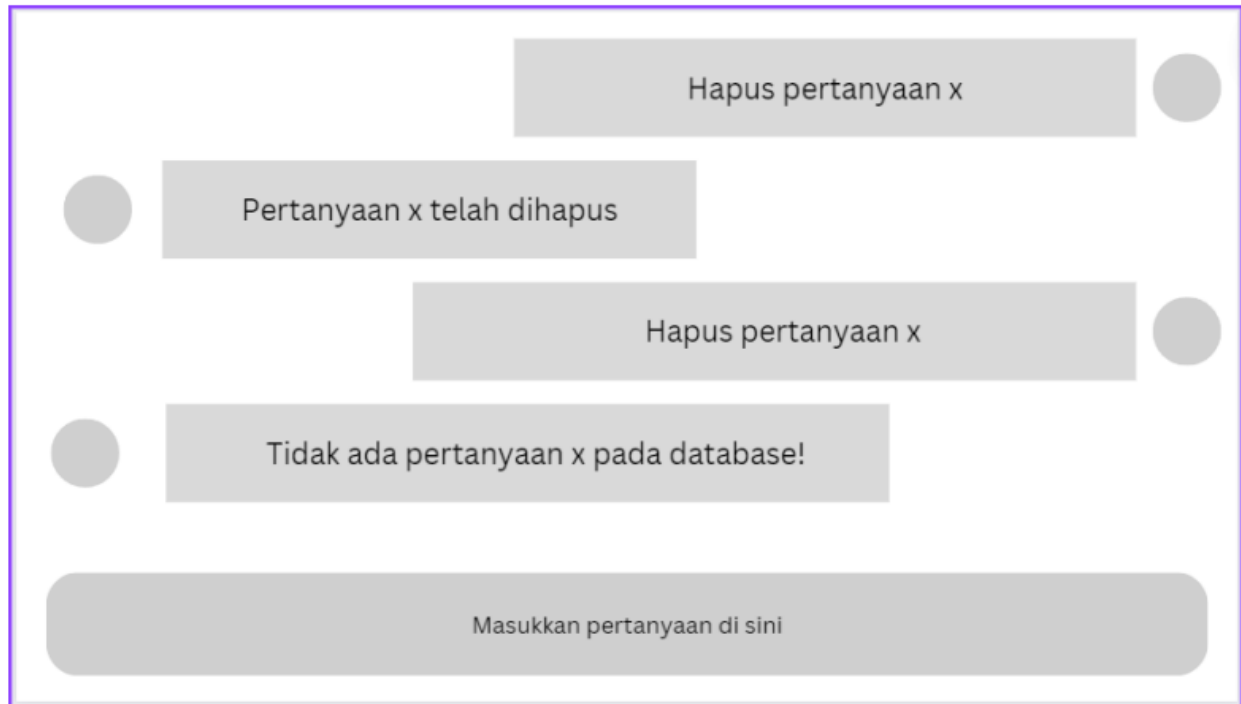 Hapus pertanyaan x
Pertanyaan x telah dihapus
Hapus pertanyaan x
Tidak ada pertanyaan x pada database!
Masukkan pertanyaan di sini